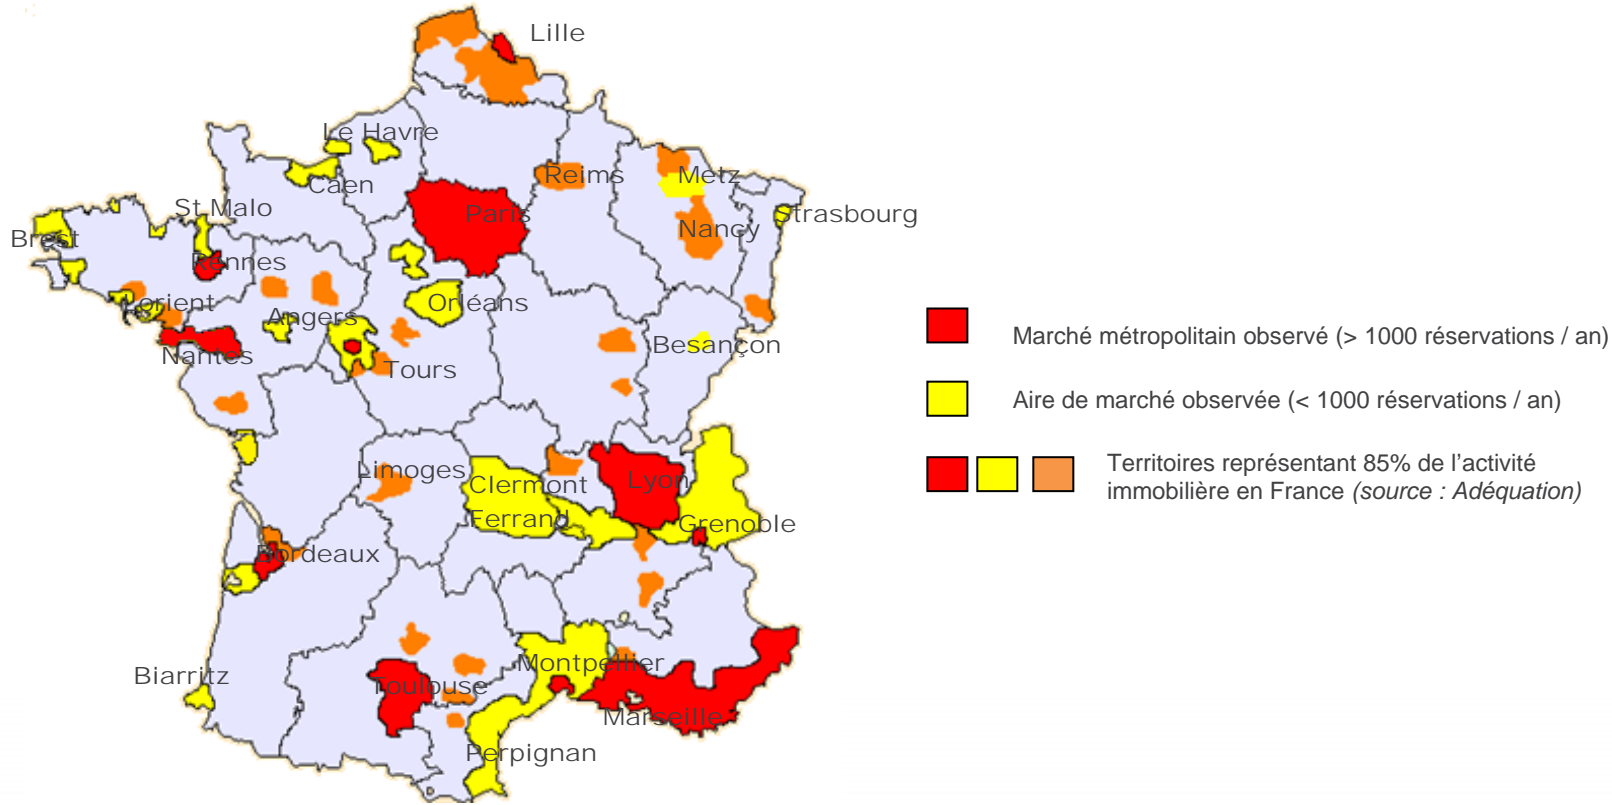 Lille
Le Havre
Caen
Reims
Metz
St Malo
Paris
Strasbourg
Brest
Nancy
Rennes
Lorient
Angers
Orléans
Nantes
Tours
Besançon
Limoges
Clermont
Ferrand
Lyon
Grenoble
Bordeaux
Biarritz
Toulouse
Montpellier
Marseille
Perpignan
Marché métropolitain observé (> 1000 réservations / an)
Aire de marché observée (< 1000 réservations / an)
Territoires représentant 85% de l’activité
immobilière en France (source : Adéquation)